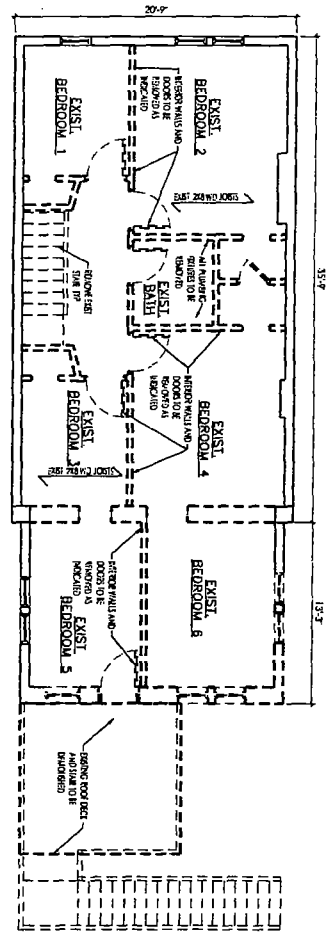 20'-9"
35'-9"
13'-3"
EXIST.
BEDROOM 2
INTERIOR WALLS AND
DOORS TO BE
REMOVED AS
INDICATED
EXIST.
BEDROOM 1
EXIST 2X8 WD JOISTS
REMOVE EXIST
STAIR TYP
EXIST.
BATH
ALL PLUMBING
FIXTURES TO BE
REMOVED
INTERIOR WALLS AND
DOORS TO BE
REMOVED AS
INDICATED
EXIST.
BEDROOM 4
EXIST.
BEDROOM 3
EXIST 2X8 WD JOISTS
EXIST.
BEDROOM 6
INTERIOR WALLS AND
DOORS TO BE
REMOVED AS
INDICATED
EXIST.
BEDROOM 5
EXISTING ROOF DECK
AND STAIR TO BE
DEMOLISHED